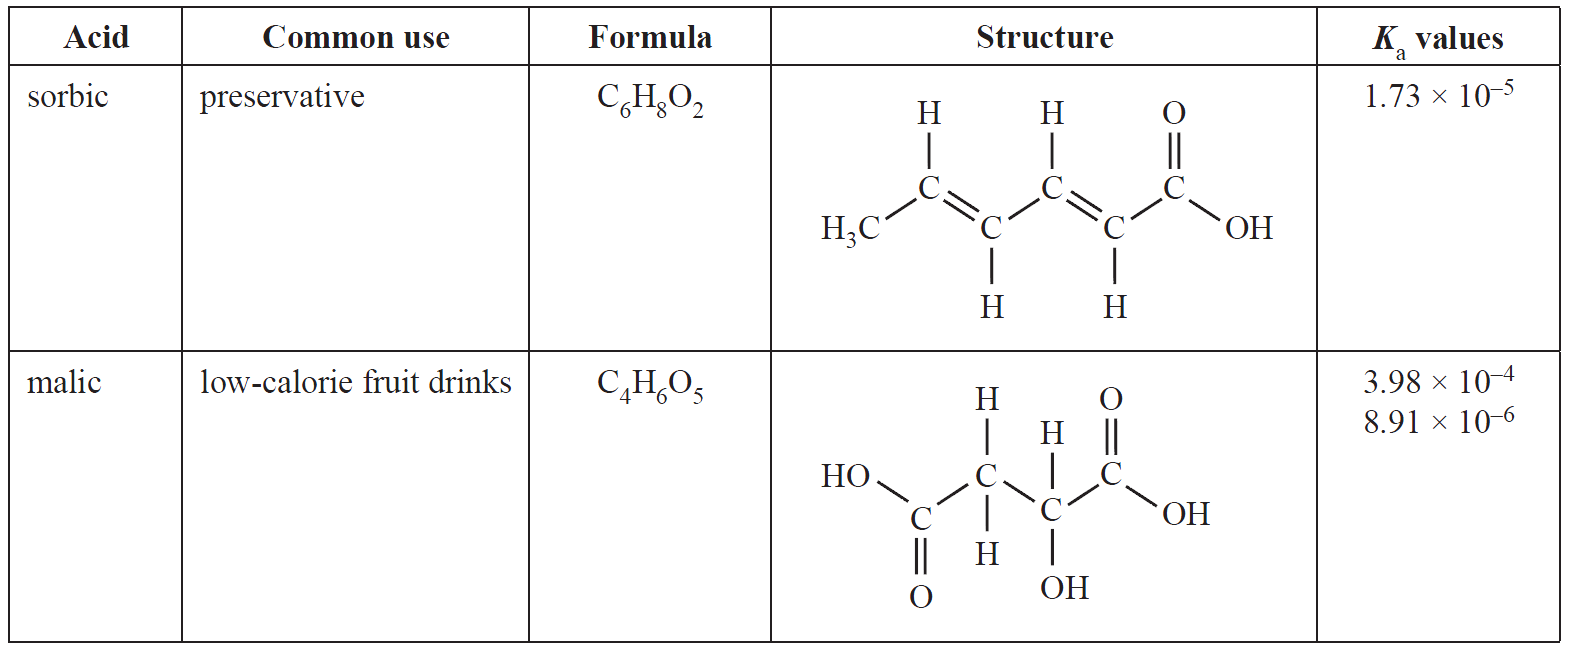 Acid Common use Formula Structure Kₐ values
sorbic preservative C₆H₈O₂ 1.73 × 10⁻⁵
H H O
C C C
H₃C C C OH
H H
malic low-calorie fruit drinks C₄H₆O₅ 3.98 × 10⁻⁴
8.91 × 10⁻⁶
H O
H
HO C C
C C OH
H
O OH